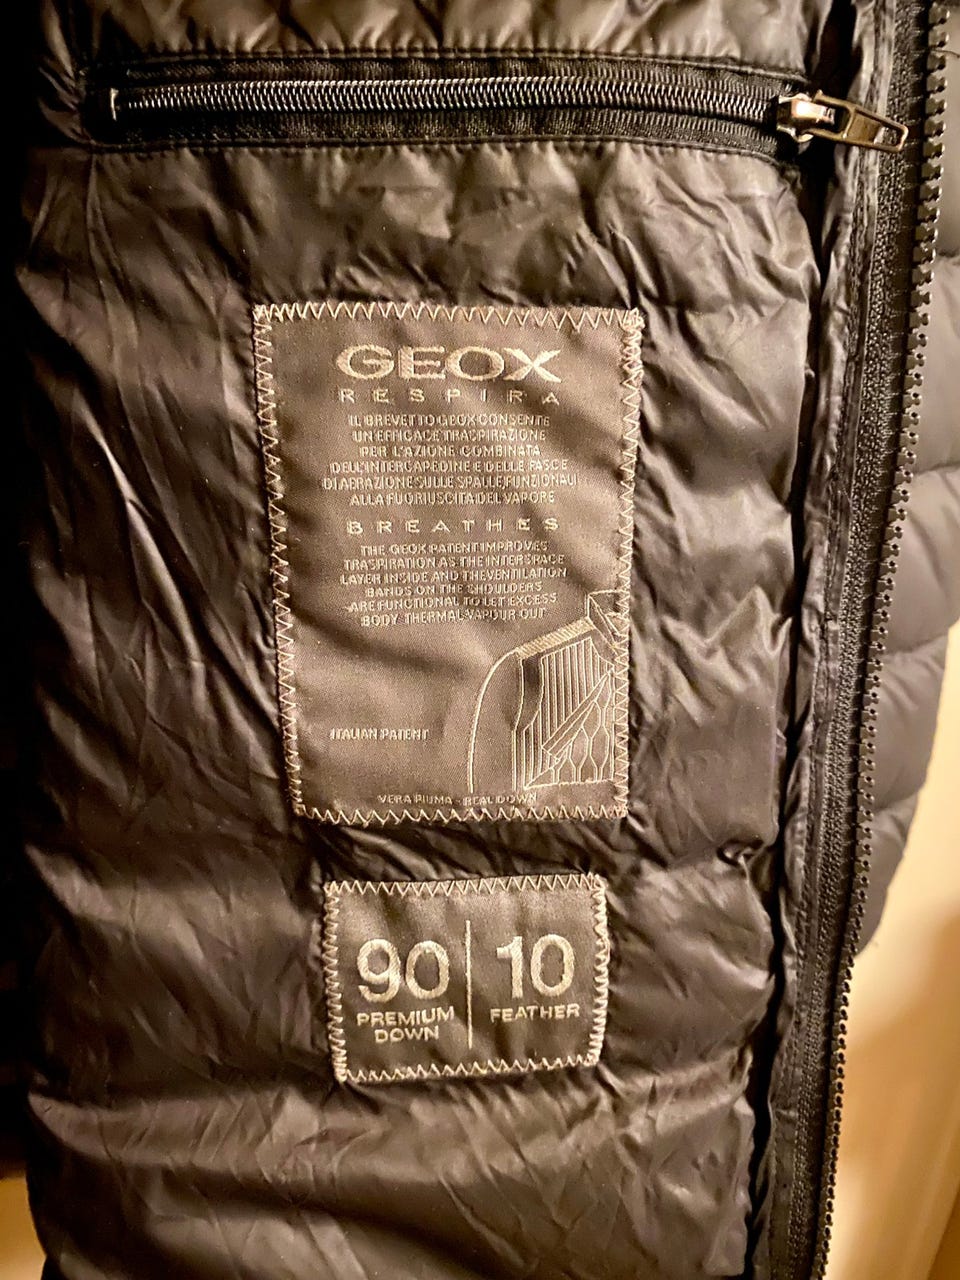 GEOX
RESPIRA
IL BREVETTO GEOX CONSENTE
UN'EFFICACE TRASPIRAZIONE
PER L'AZIONE COMBINATA
DELL'INTERCAPEDINE E DELLE FASCE
DI AERAZIONE SULLE SPALLE FUNZIONALI
ALLA FUORIUSCITA DEL VAPORE
BREATHES
THE GEOX PATENT IMPROVES
TRASPIRATION AS THE INTERSPACE
LAYER INSIDE AND THE VENTILATION
BANDS ON THE SHOULDERS
ARE FUNCTIONAL TO LET EXCESS
BODY THERMAL VAPOUR OUT
ITALIAN PATENT
VERA PIUMA - REAL DOWN
90 10
PREMIUM FEATHER
DOWN